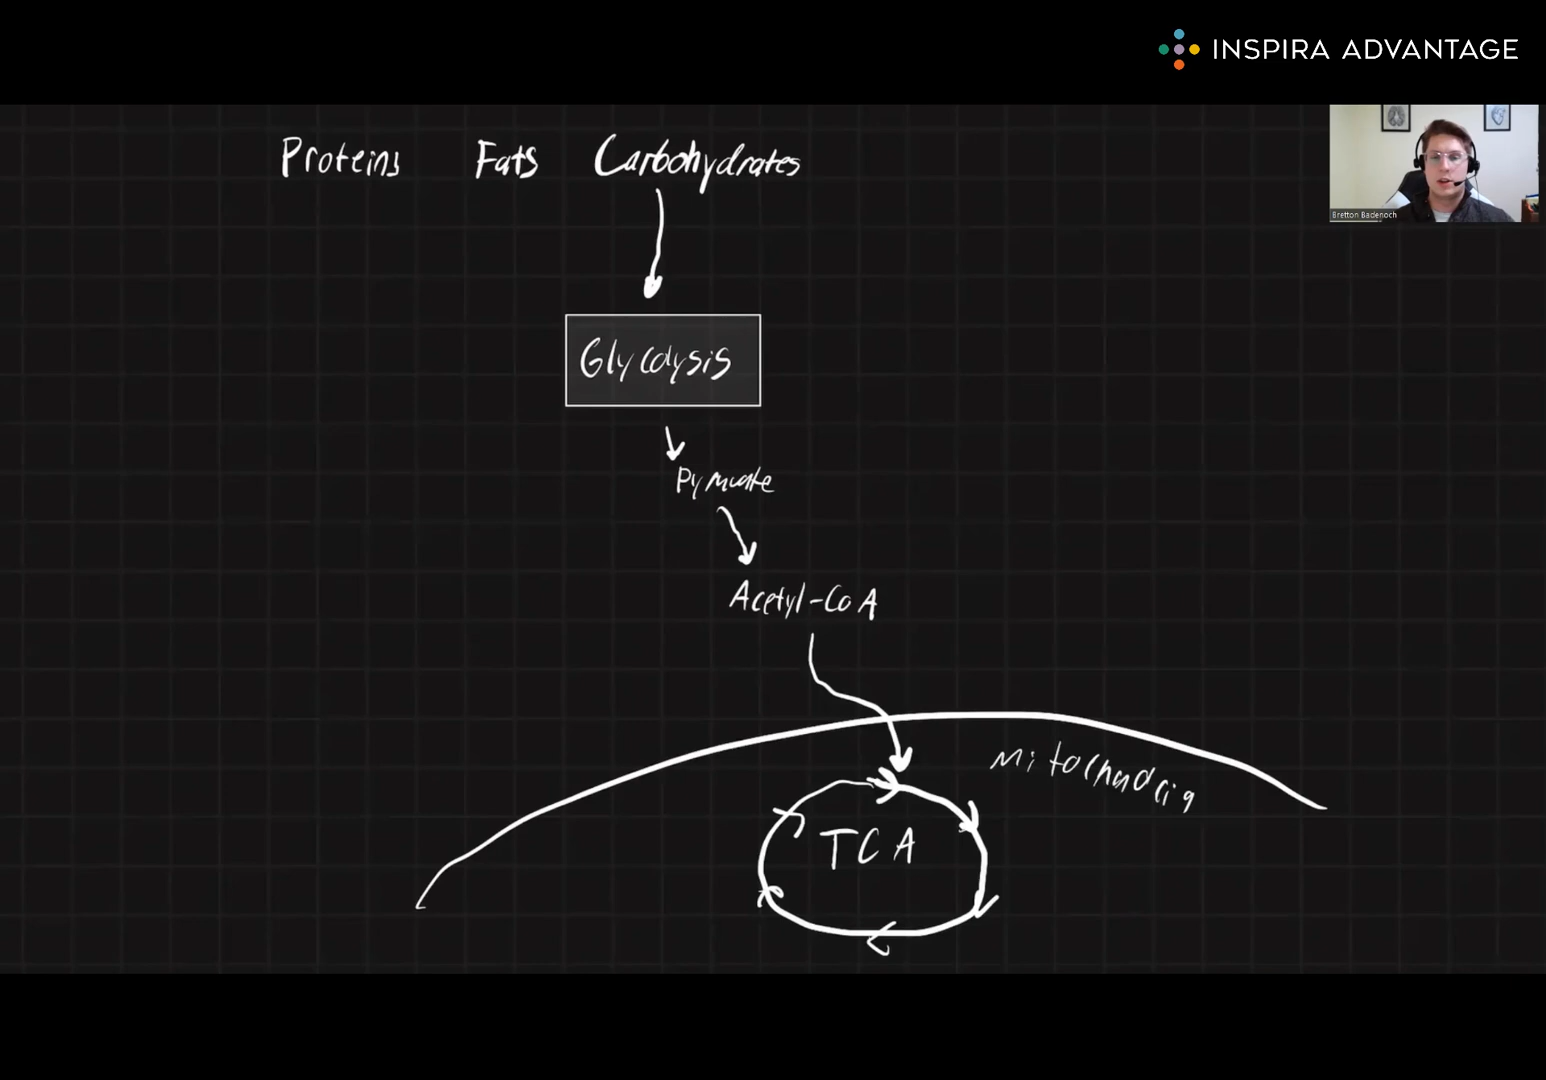 INSPIRA ADVANTAGE
Proteins Fats Carbohydrates
Bretton Badenoch
Glycolysis
Pyruvate
Acetyl-CoA
Mitochondria
TCA